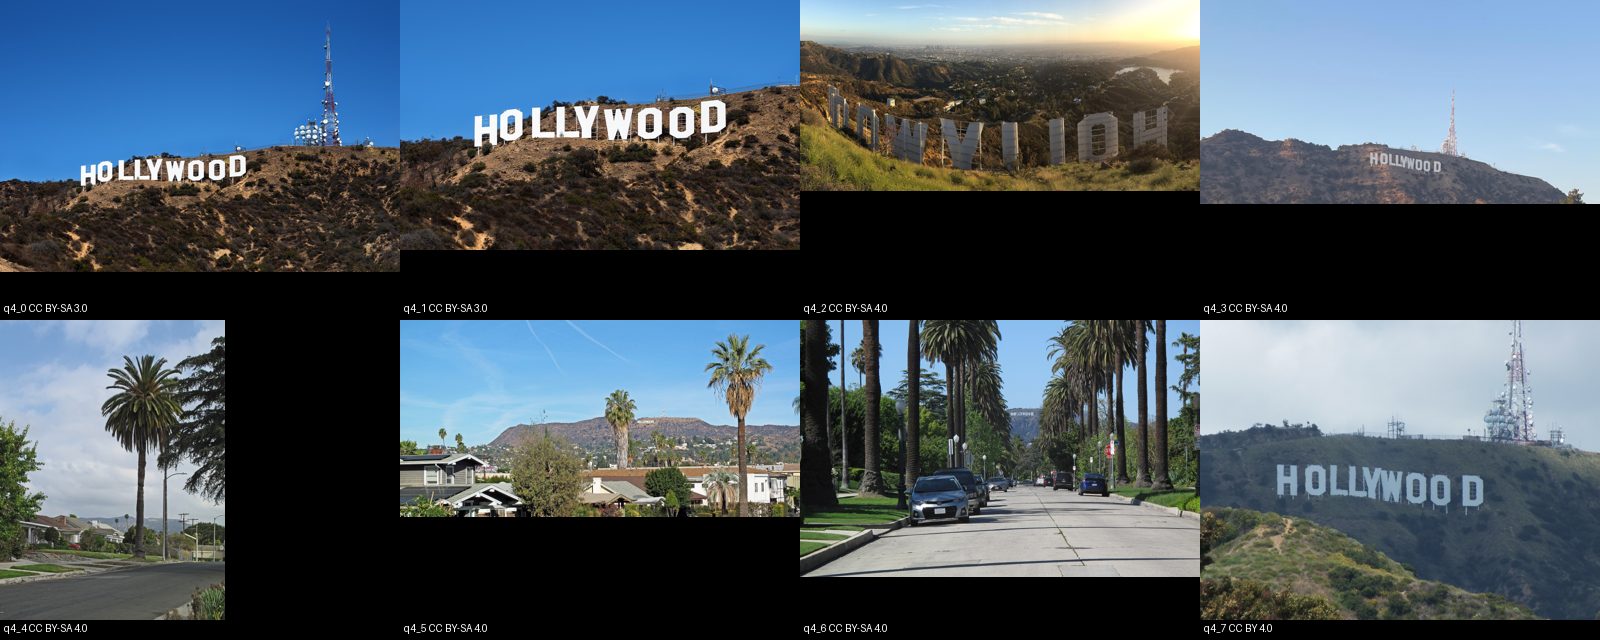 HOLLYWOOD
HOLLYWOOD
HOLLYWOOD
q4_0 CC BY-SA 3.0
q4_1 CC BY-SA 3.0
q4_2 CC BY-SA 4.0
q4_3 CC BY-SA 4.0
HOLLYWOOD
q4_4 CC BY-SA 4.0
q4_5 CC BY-SA 4.0
q4_6 CC BY-SA 4.0
q4_7 CC BY 4.0